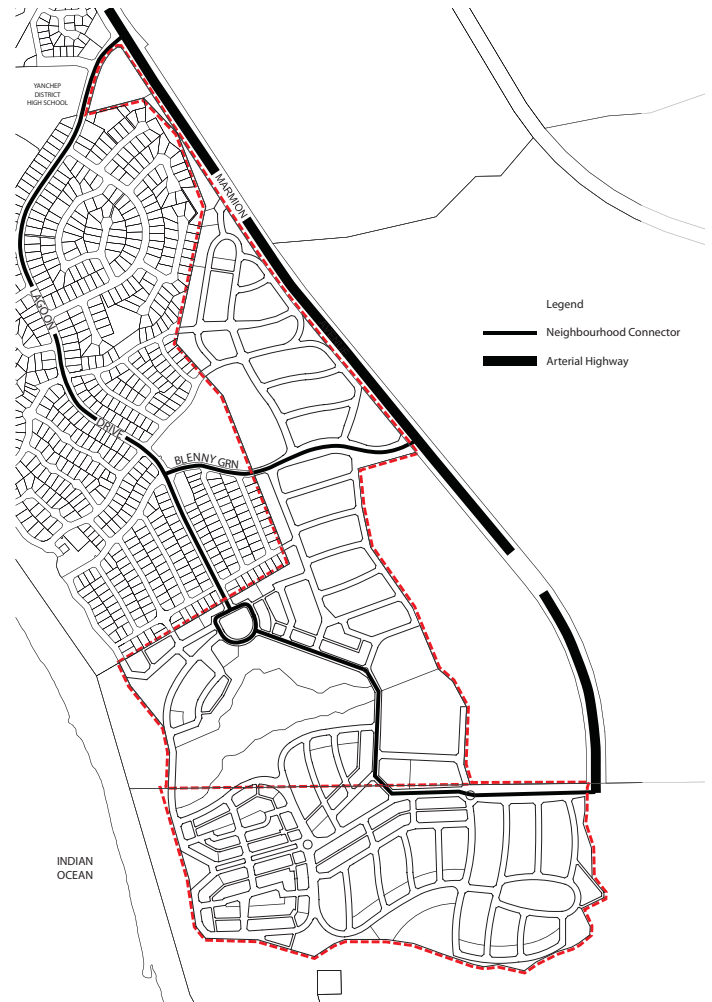 YANCHEP
DISTRICT
HIGH SCHOOL
MARMION
LAGOON
DRIVE
BLENNY GRN
Legend
Neighbourhood Connector
Arterial Highway
INDIAN
OCEAN